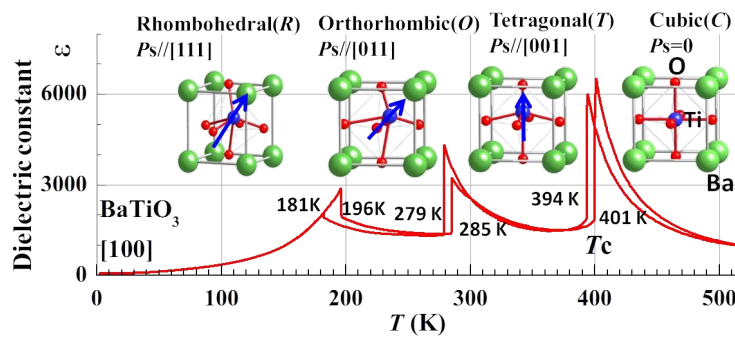 Rhombohedral(R)
Ps//[111]
Orthorhombic(O)
Ps//[011]
Tetragonal(T)
Ps//[001]
Cubic(C)
Ps=0
O
Ti
Ba
Dielectric constant ε
6000
3000
0
BaTiO₃
[100]
181K
196K
279 K
285 K
394 K
401 K
Tc
0
100
200
300
400
500
T (K)